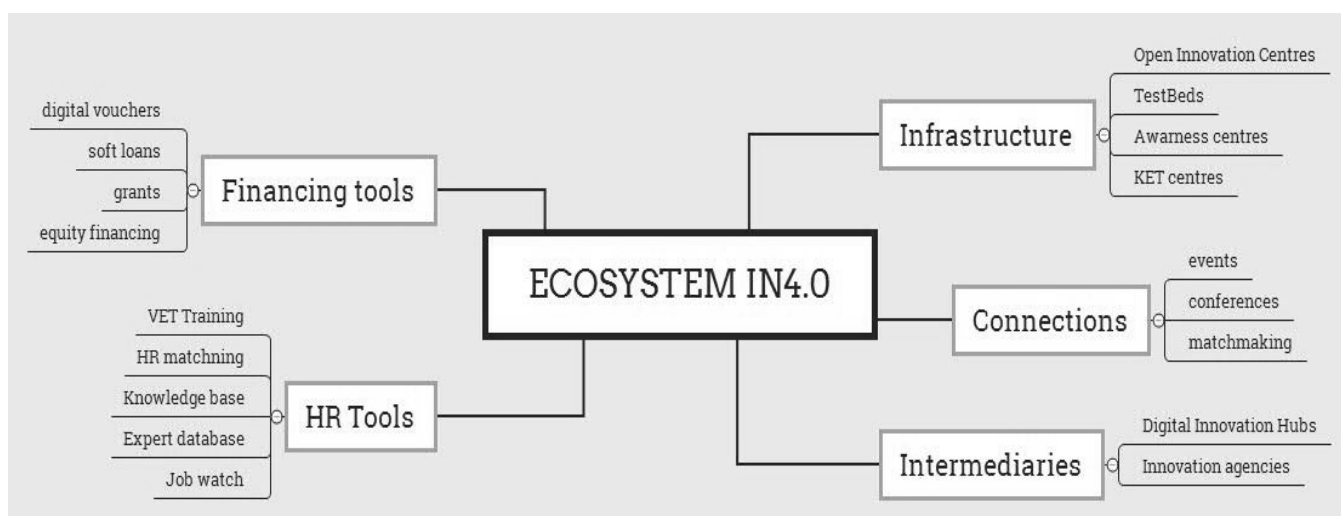 ECOSYSTEM IN4.0
Financing tools
digital vouchers
soft loans
grants
equity financing
HR Tools
VET Training
HR matchning
Knowledge base
Expert database
Job watch
Infrastructure
Open Innovation Centres
TestBeds
Awarness centres
KET centres
Connections
events
conferences
matchmaking
Intermediaries
Digital Innovation Hubs
Innovation agencies